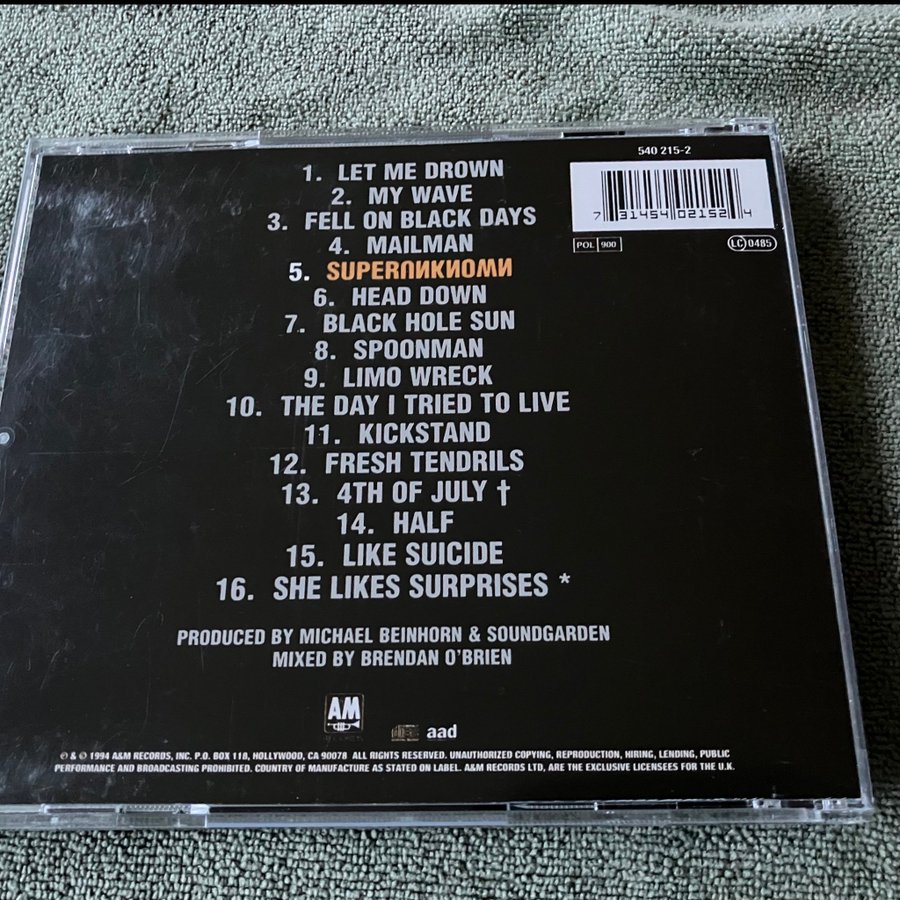 540 215-2
7 31454 02152 4
POL 900
LC 0485
1. LET ME DROWN
2. MY WAVE
3. FELL ON BLACK DAYS
4. MAILMAN
5. SUPERUNKNOWN
6. HEAD DOWN
7. BLACK HOLE SUN
8. SPOONMAN
9. LIMO WRECK
10. THE DAY I TRIED TO LIVE
11. KICKSTAND
12. FRESH TENDRILS
13. 4TH OF JULY †
14. HALF
15. LIKE SUICIDE
16. SHE LIKES SURPRISES *
PRODUCED BY MICHAEL BEINHORN & SOUNDGARDEN
MIXED BY BRENDAN O'BRIEN
AM
aad
℗ & © 1994 A&M RECORDS, INC. P.O. BOX 118, HOLLYWOOD, CA 90078 ALL RIGHTS RESERVED. UNAUTHORIZED COPYING, REPRODUCTION, HIRING, LENDING, PUBLIC
PERFORMANCE AND BROADCASTING PROHIBITED. COUNTRY OF MANUFACTURE AS STATED ON LABEL. A&M RECORDS LTD, ARE THE EXCLUSIVE LICENSEES FOR THE U.K.